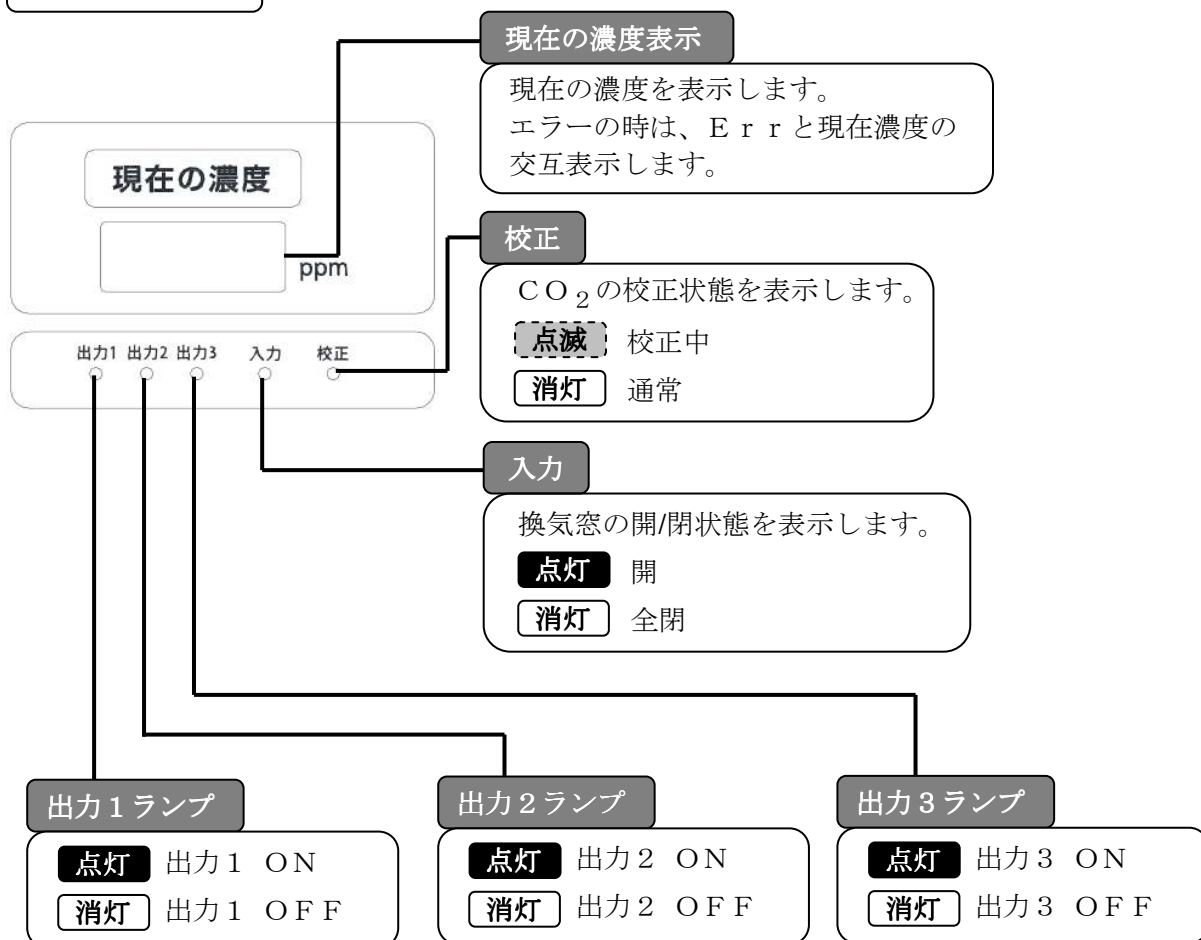 現在の濃度表示
現在の濃度を表示します。
エラーの時は、Ｅｒｒと現在濃度の
交互表示します。
現在の濃度
ppm
校正
ＣＯ₂の校正状態を表示します。
点滅 校正中
消灯 通常
出力1 出力2 出力3 入力 校正
入力
換気窓の開/閉状態を表示します。
点灯 開
消灯 全閉
出力１ランプ
点灯 出力１ ＯＮ
消灯 出力１ ＯＦＦ
出力２ランプ
点灯 出力２ ＯＮ
消灯 出力２ ＯＦＦ
出力３ランプ
点灯 出力３ ＯＮ
消灯 出力３ ＯＦＦ